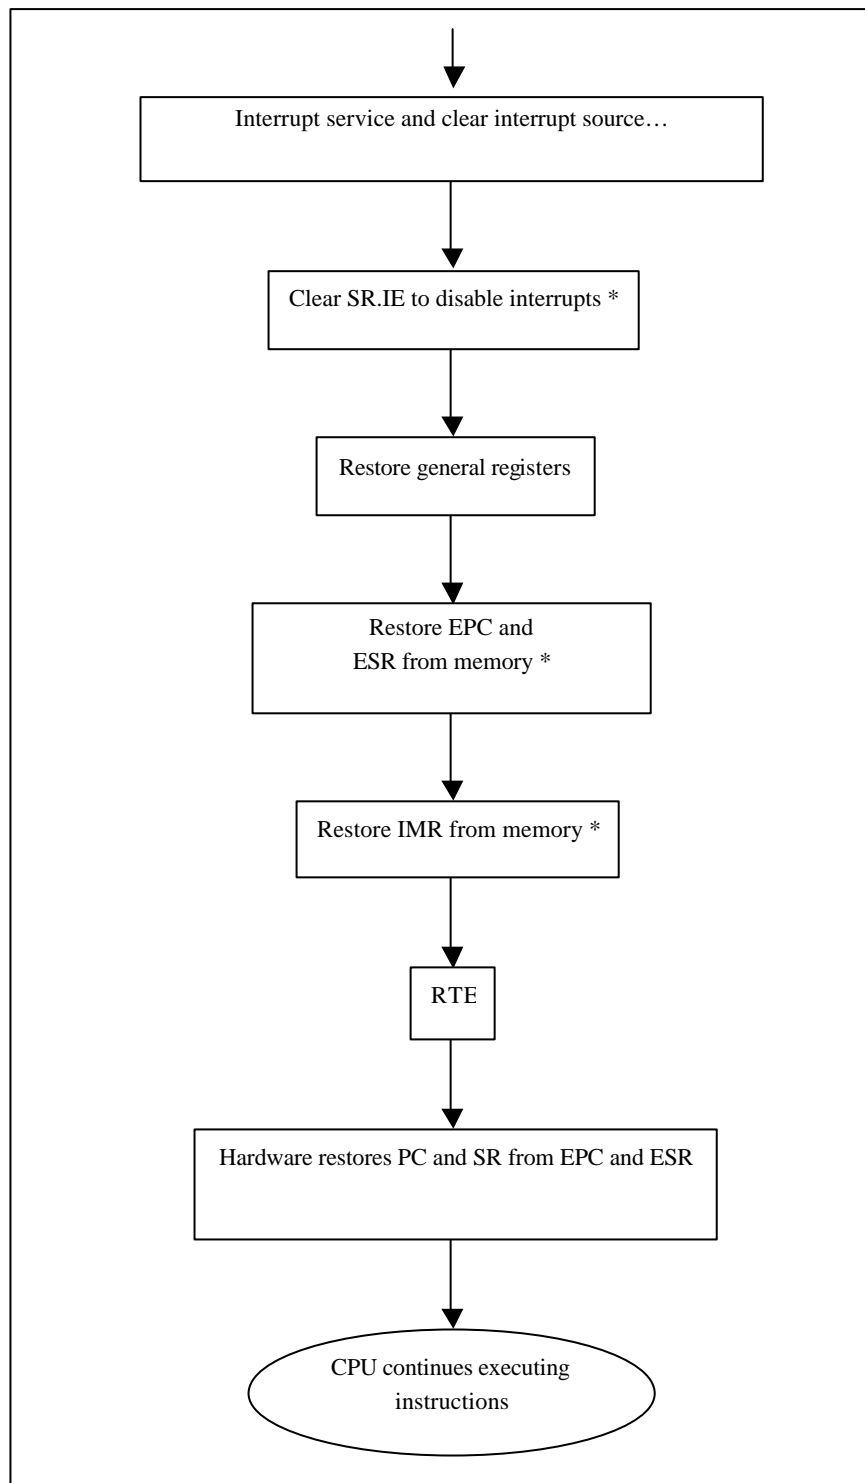 Interrupt service and clear interrupt source…
Clear SR.IE to disable interrupts *
Restore general registers
Restore EPC and
ESR from memory *
Restore IMR from memory *
RTE
Hardware restores PC and SR from EPC and ESR
CPU continues executing
instructions